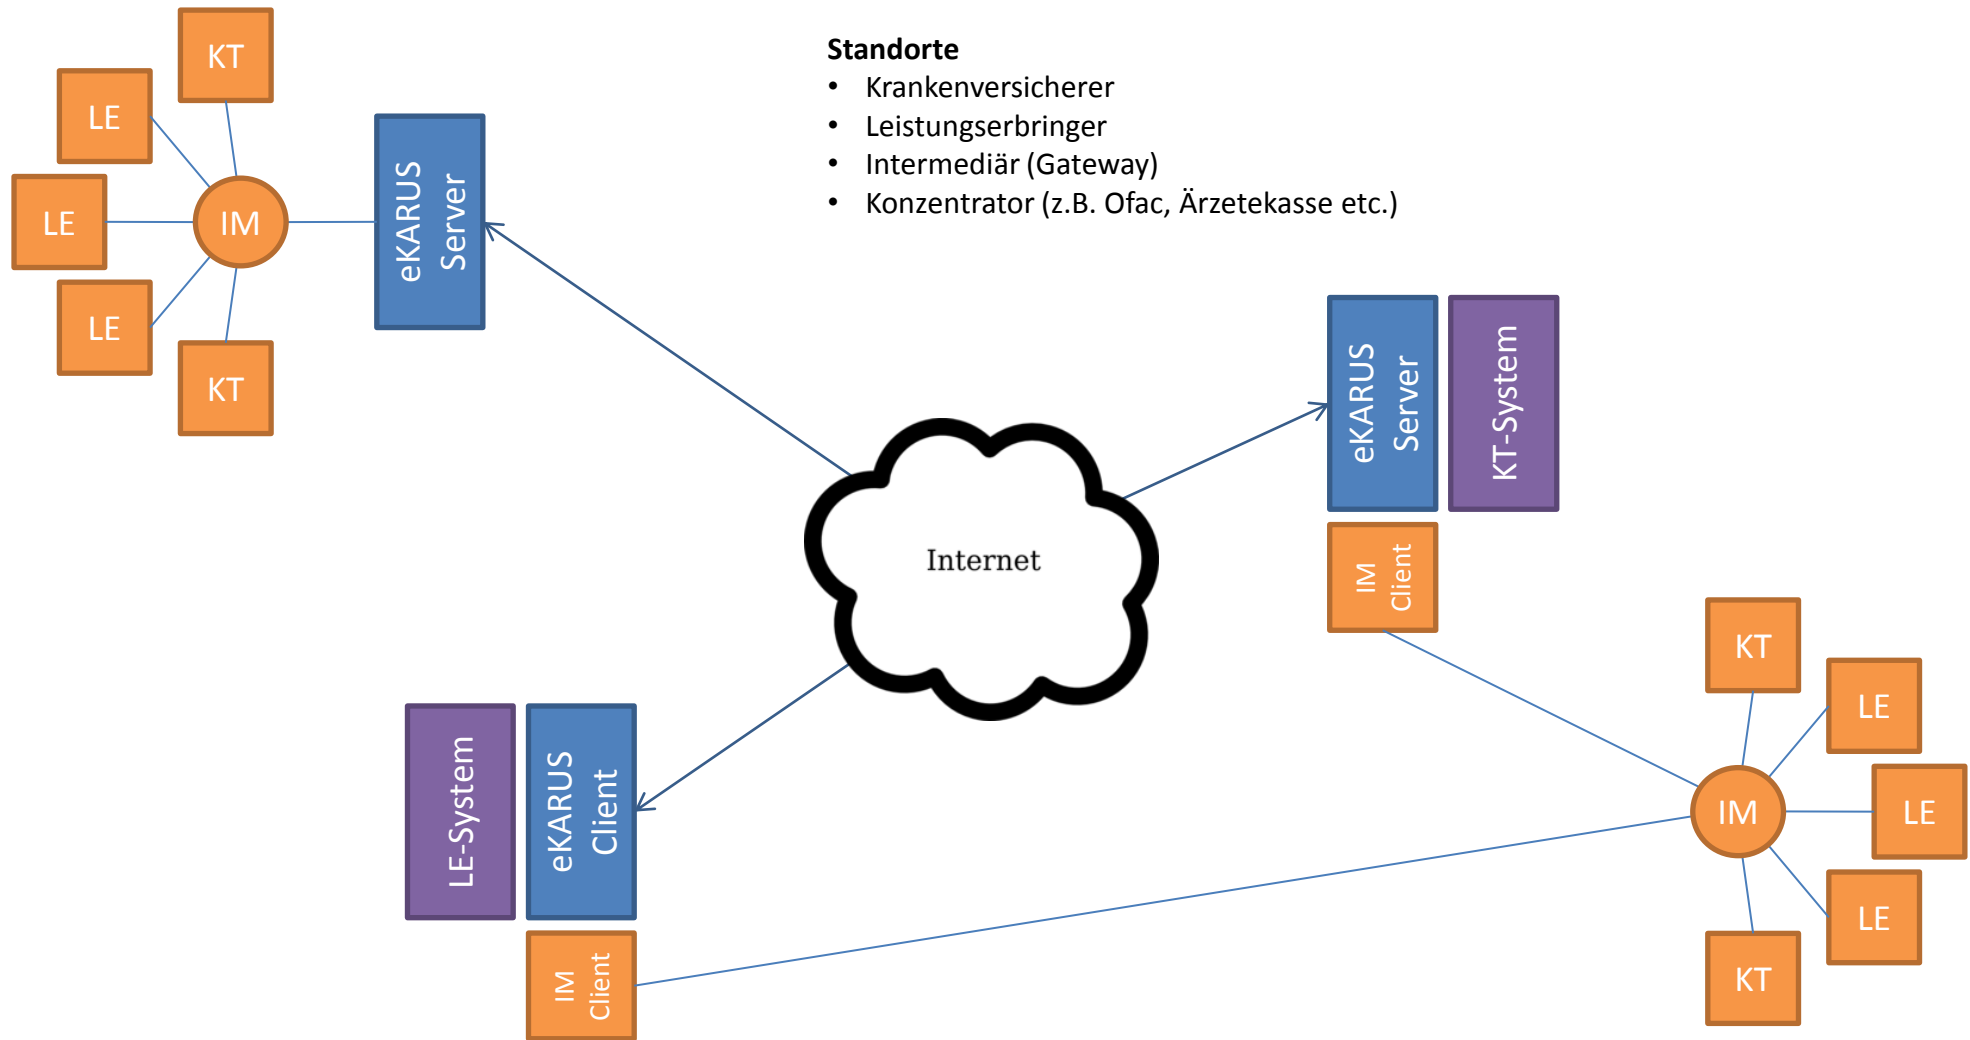 KT
LE
LE
LE
KT
IM
eKARUS
Server
Standorte
• Krankenversicherer
• Leistungserbringer
• Intermediär (Gateway)
• Konzentrator (z.B. Ofac, Ärzetekasse etc.)
eKARUS
Server
KT-System
IM
Client
Internet
LE-System
eKARUS
Client
IM
Client
KT
LE
IM
LE
LE
KT